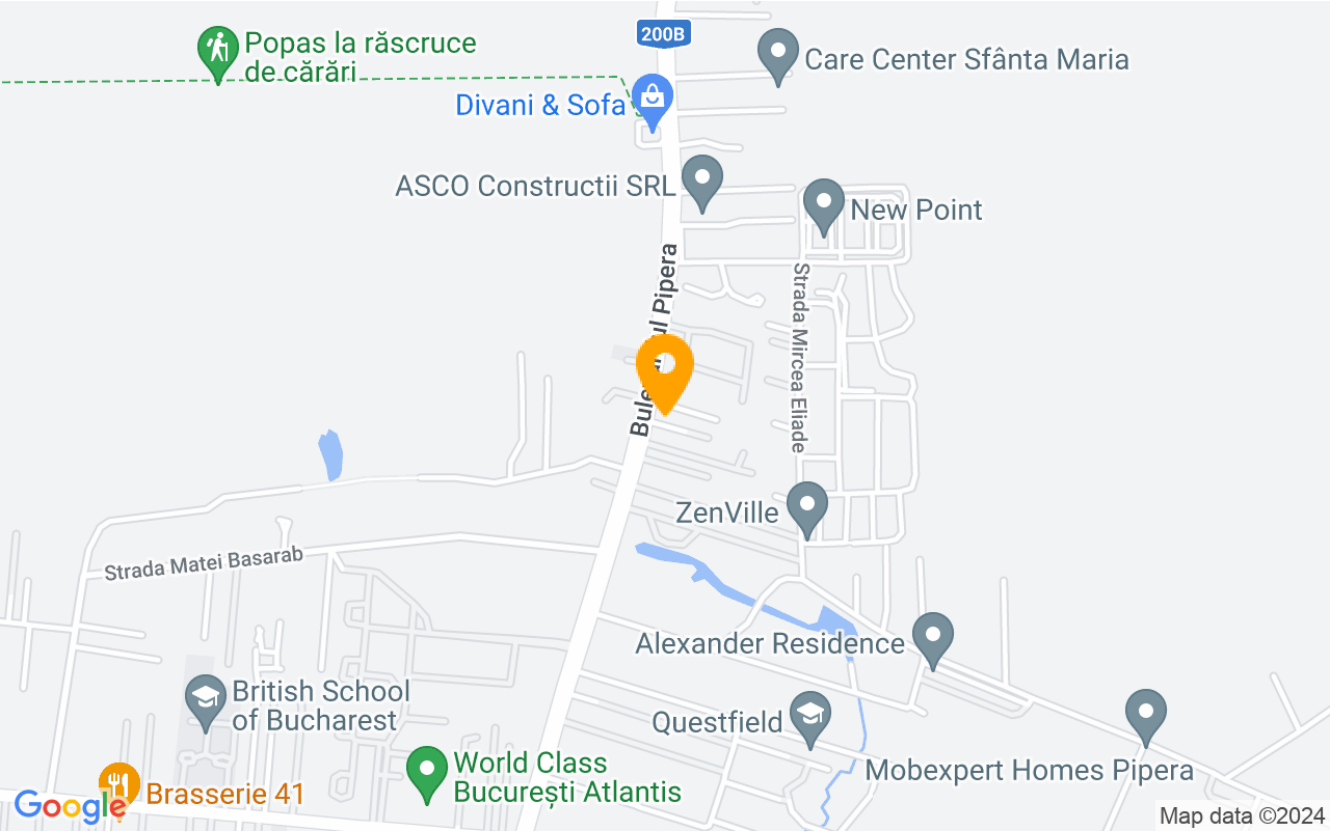 200B
Popas la răscruce
de cărări
Care Center Sfânta Maria
Divani & Sofa
ASCO Constructii SRL
New Point
Bulevardul Pipera
Strada Mircea Eliade
ZenVille
Strada Matei Basarab
Alexander Residence
British School
of Bucharest
Questfield
World Class
București Atlantis
Mobexpert Homes Pipera
Brasserie 41
Google
Map data ©2024